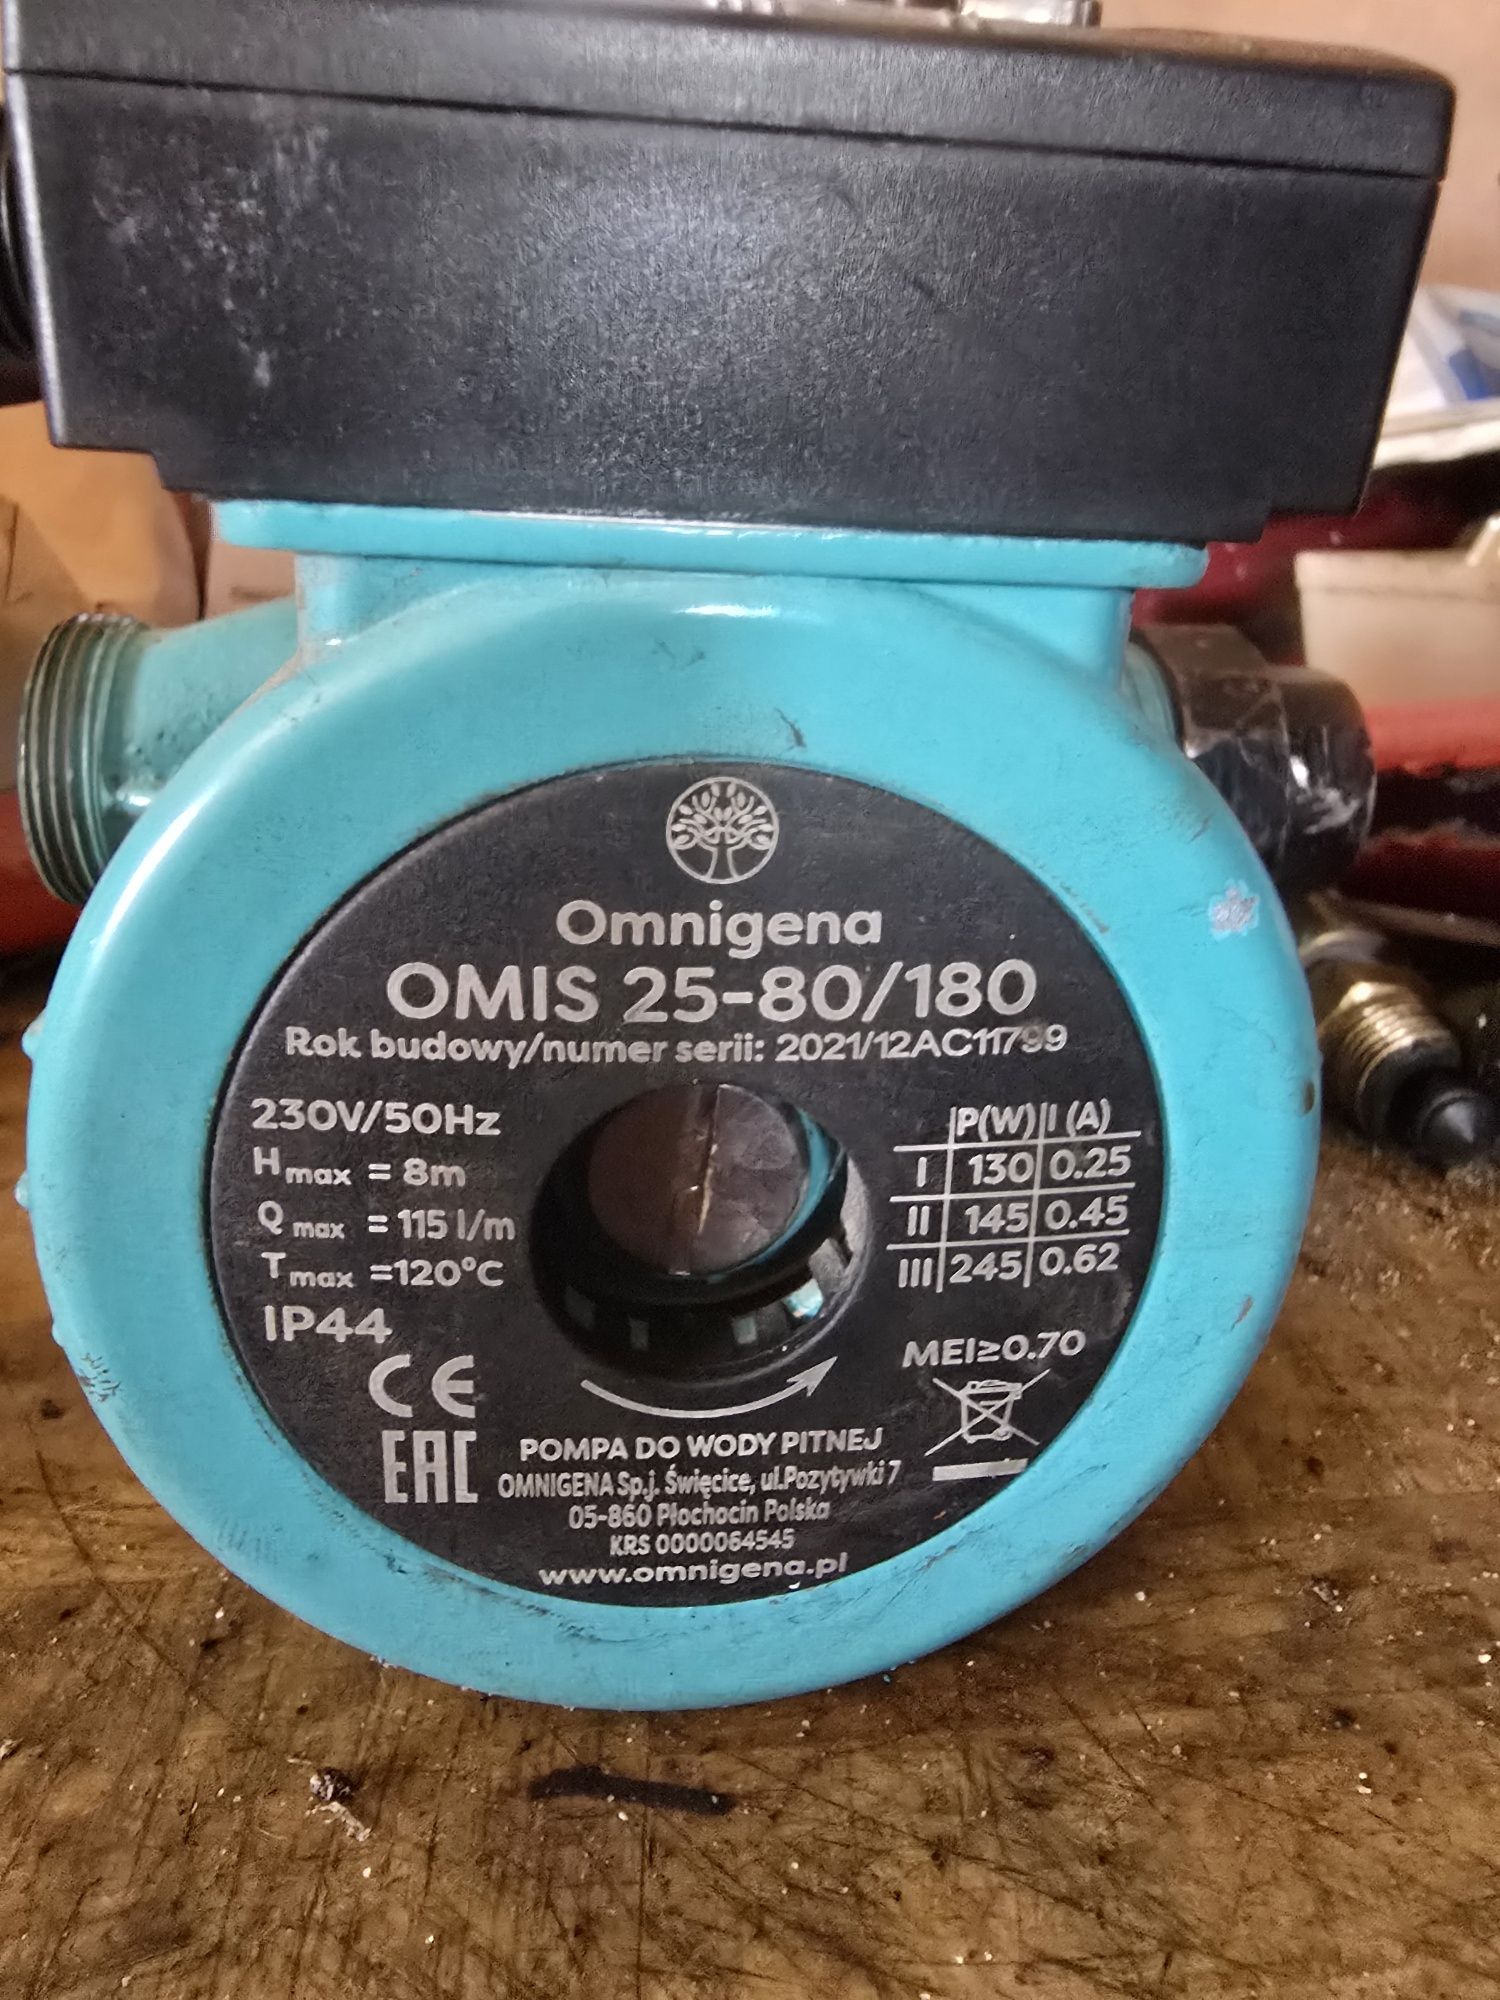 Omnigena
OMIS 25-80/180
Rok budowy/numer serii: 2021/12AC11799
230V/50Hz
Hmax = 8m
Qmax = 115 l/m
Tmax =120°C
IP44
CE
EAC
P(W) I (A)
I 130 0.25
II 145 0.45
III 245 0.62
MEI≥0.70
POMPA DO WODY PITNEJ
OMNIGENA Sp.j. Święcice, ul.Pozytywki 7
05-860 Płochocin Polska
KRS 0000064545
www.omnigena.pl